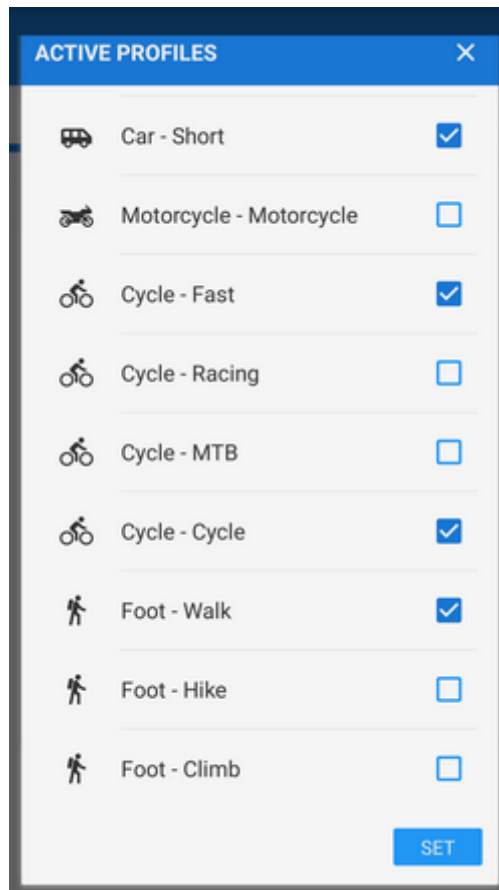 ACTIVE PROFILES
Car - Short
Motorcycle - Motorcycle
Cycle - Fast
Cycle - Racing
Cycle - MTB
Cycle - Cycle
Foot - Walk
Foot - Hike
Foot - Climb
SET